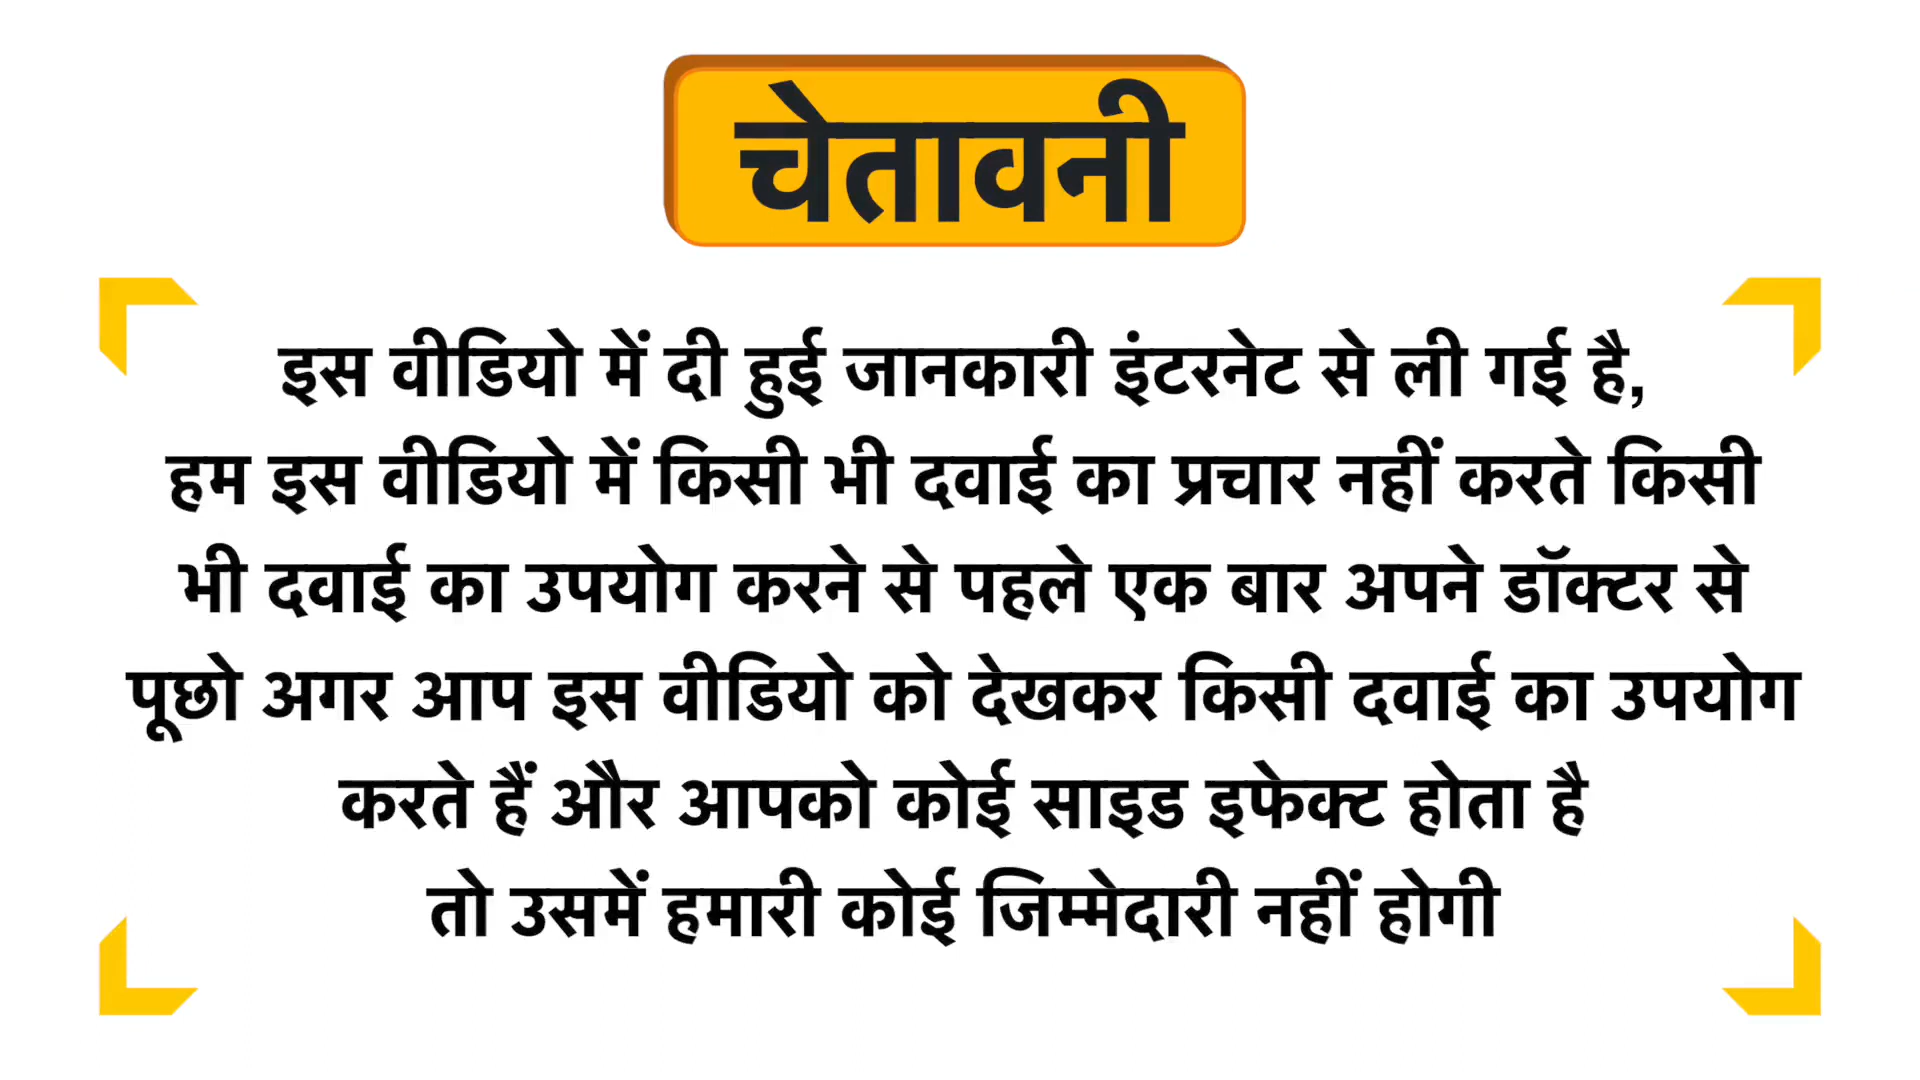 चेतावनी
इस वीडियो में दी हुई जानकारी इंटरनेट से ली गई है,
हम इस वीडियो में किसी भी दवाई का प्रचार नहीं करते किसी
भी दवाई का उपयोग करने से पहले एक बार अपने डॉक्टर से
पूछो अगर आप इस वीडियो को देखकर किसी दवाई का उपयोग
करते हैं और आपको कोई साइड इफेक्ट होता है
तो उसमें हमारी कोई जिम्मेदारी नहीं होगी